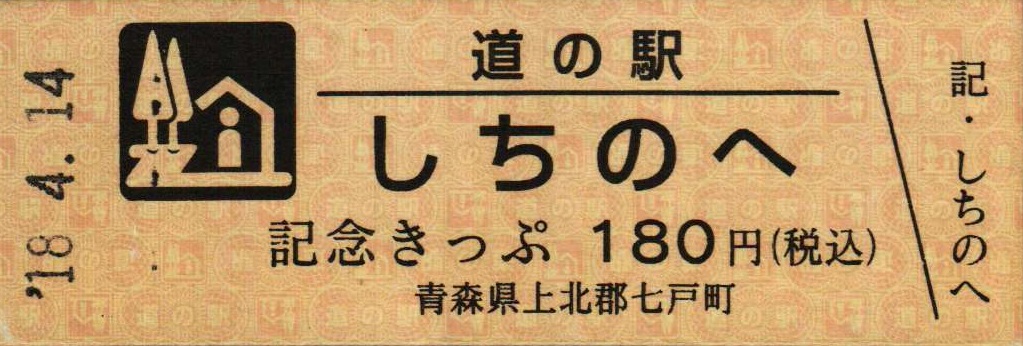 '18.4.14
道の駅
しちのへ
記念きっぷ 180円(税込)
青森県上北郡七戸町
記・しちのへ